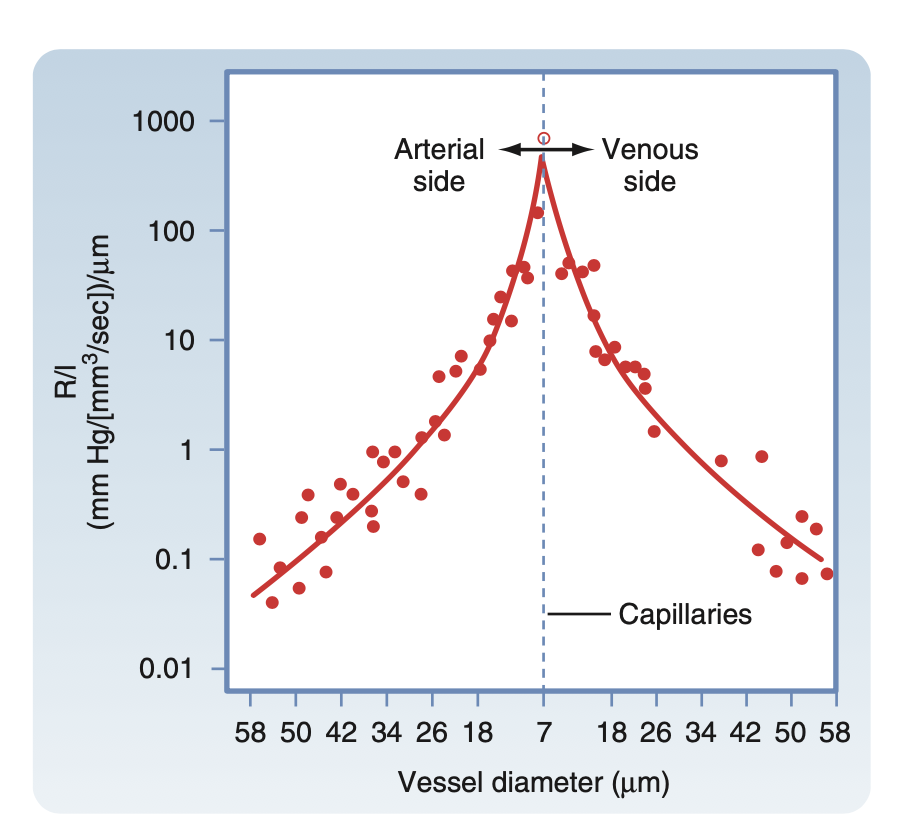 1000
100
10
1
0.1
0.01
R/l
(mm Hg/[mm³/sec])/μm
Arterial side
Venous side
Capillaries
58 50 42 34 26 18 7 18 26 34 42 50 58
Vessel diameter (μm)